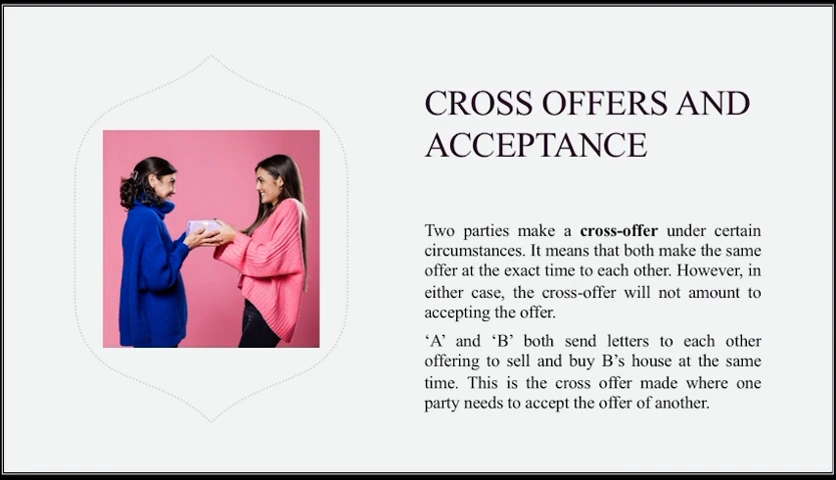 CROSS OFFERS AND
ACCEPTANCE
Two parties make a cross-offer under certain
circumstances. It means that both make the same
offer at the exact time to each other. However, in
either case, the cross-offer will not amount to
accepting the offer.
‘A’ and ‘B’ both send letters to each other
offering to sell and buy B’s house at the same
time. This is the cross offer made where one
party needs to accept the offer of another.